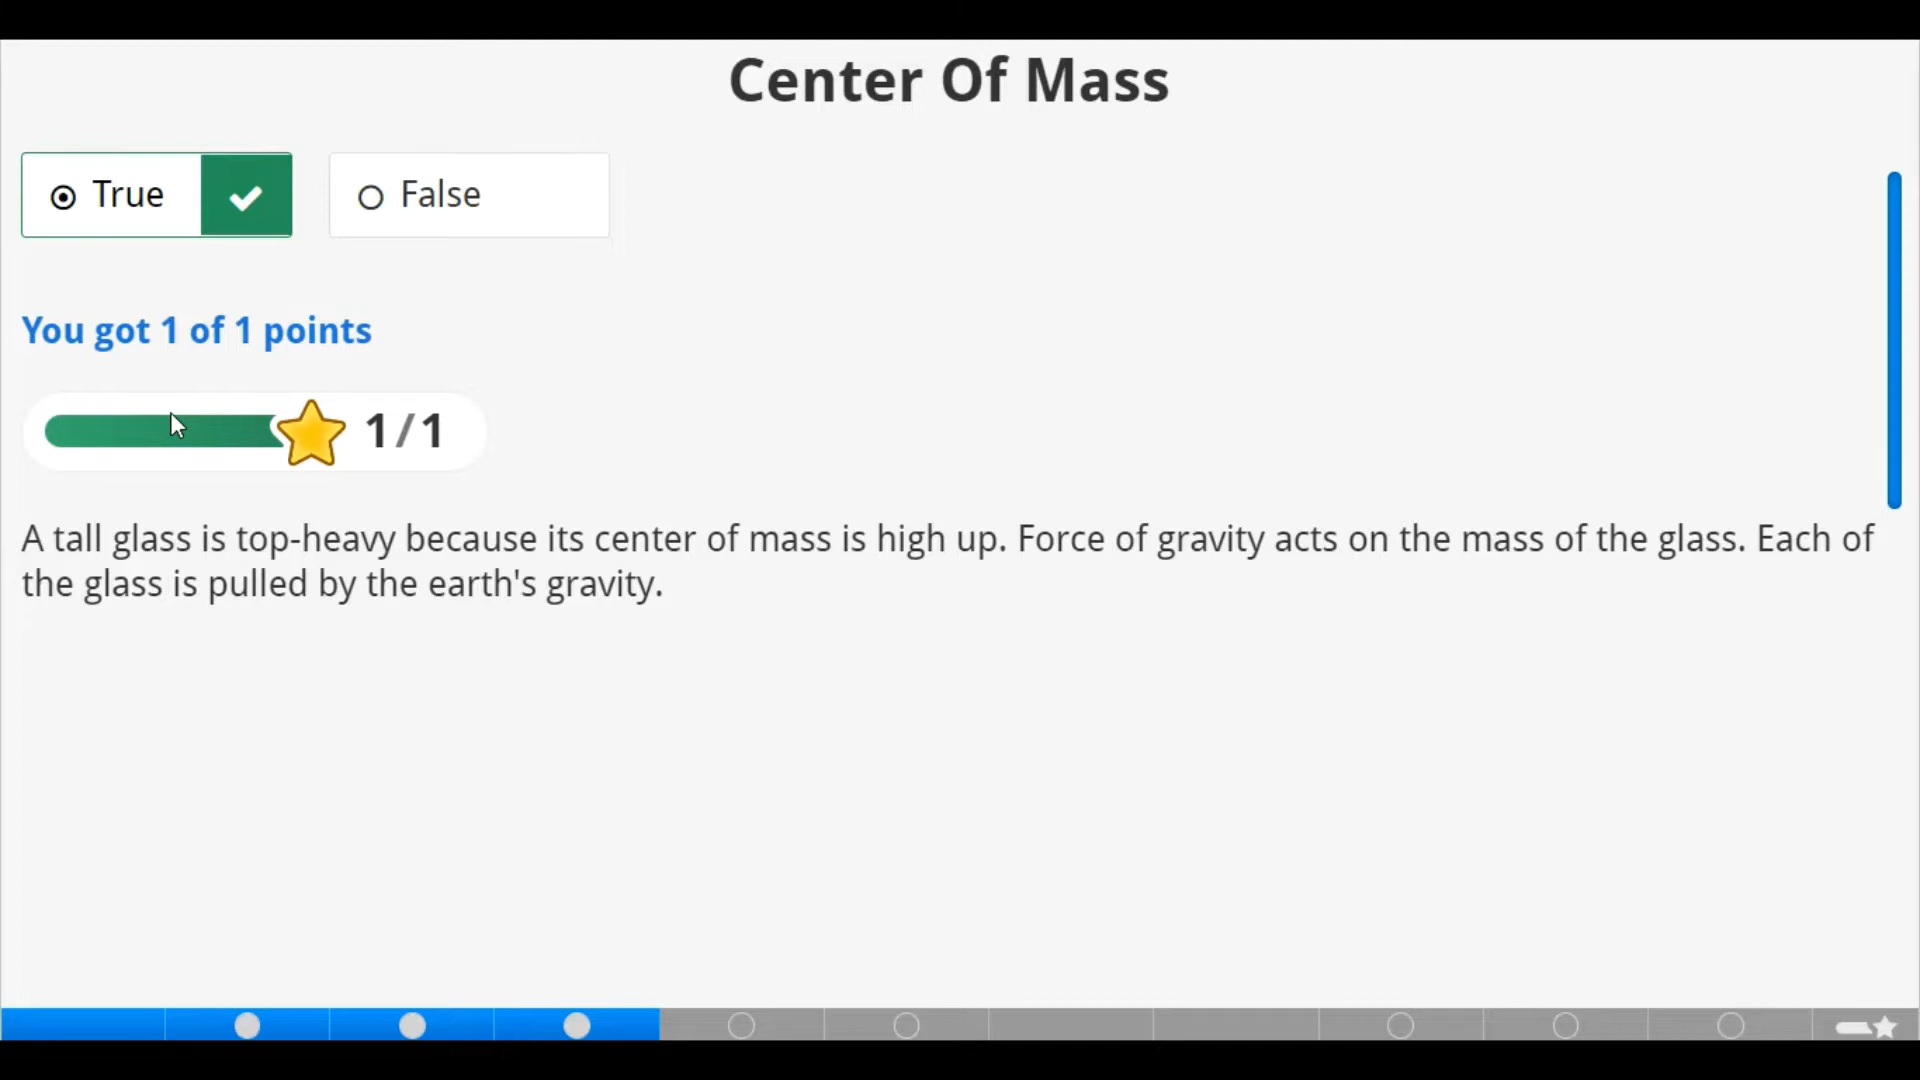 Center Of Mass
True
False
You got 1 of 1 points
1/1
A tall glass is top-heavy because its center of mass is high up. Force of gravity acts on the mass of the glass. Each of
the glass is pulled by the earth's gravity.